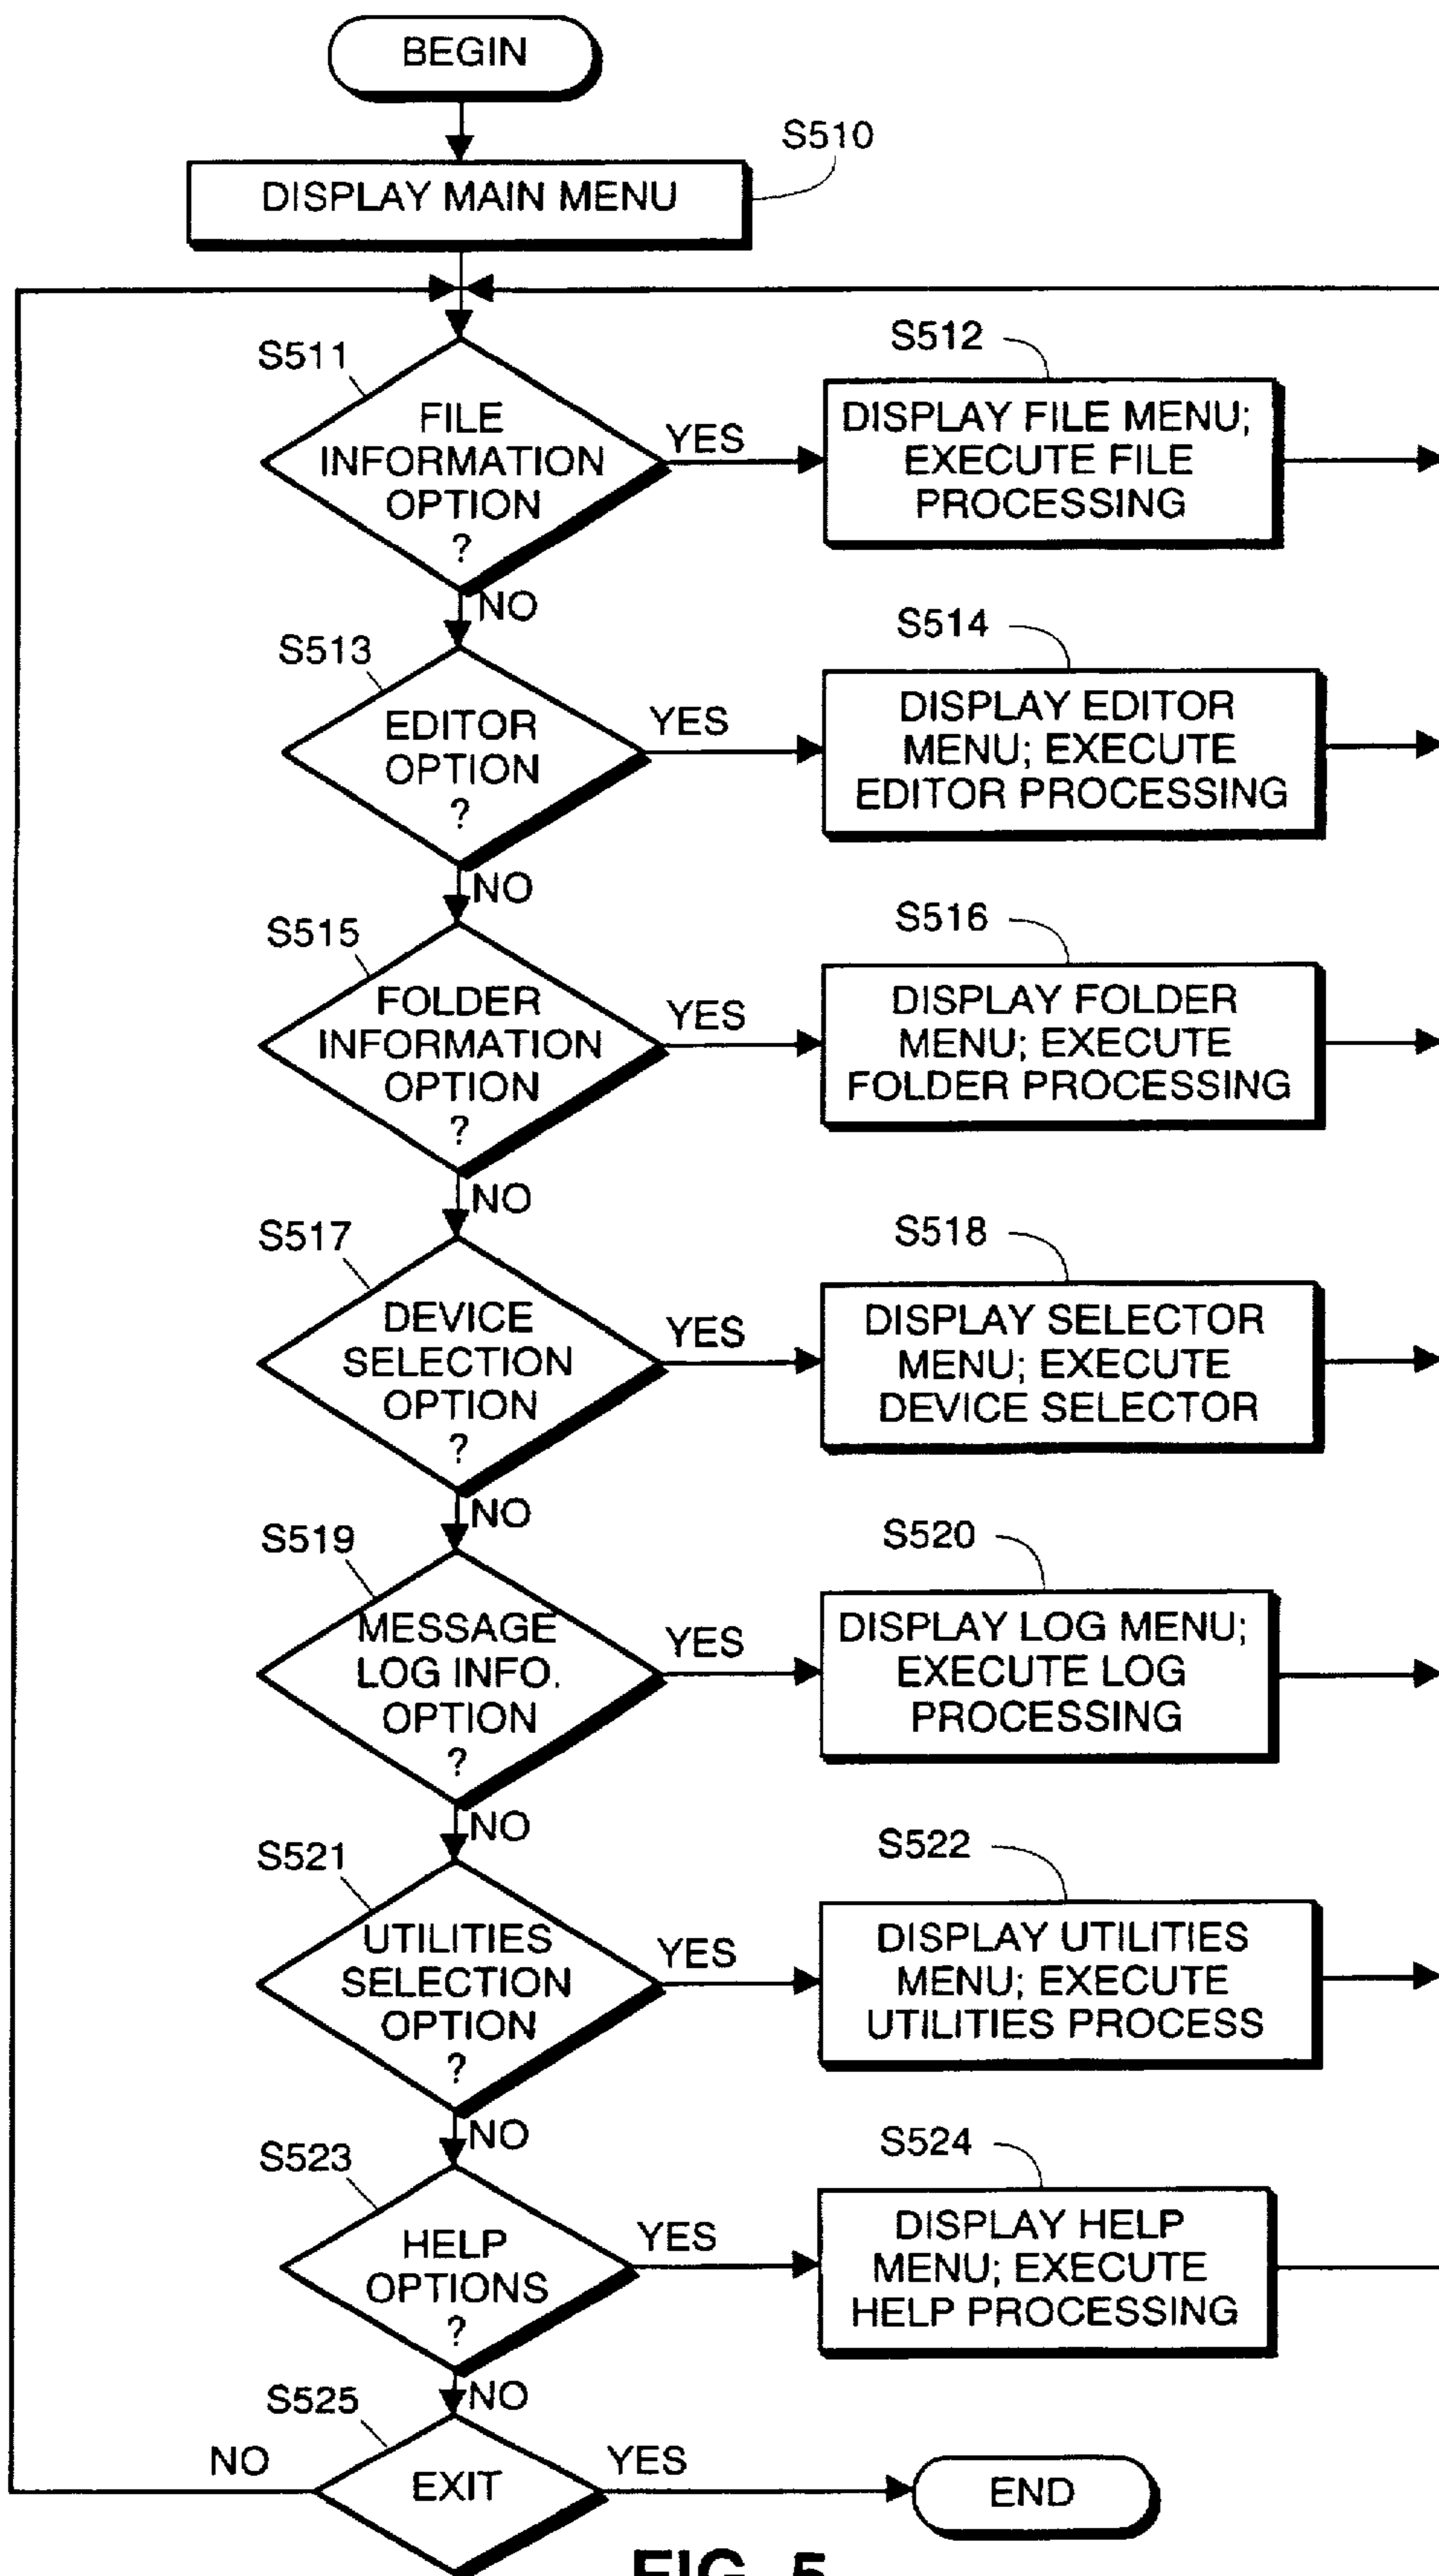 BEGIN
S510
DISPLAY MAIN MENU
S511
FILE
INFORMATION
OPTION
?
YES
NO
S512
DISPLAY FILE MENU;
EXECUTE FILE
PROCESSING
S513
EDITOR
OPTION
?
YES
NO
S514
DISPLAY EDITOR
MENU; EXECUTE
EDITOR PROCESSING
S515
FOLDER
INFORMATION
OPTION
?
YES
NO
S516
DISPLAY FOLDER
MENU; EXECUTE
FOLDER PROCESSING
S517
DEVICE
SELECTION
OPTION
?
YES
NO
S518
DISPLAY SELECTOR
MENU; EXECUTE
DEVICE SELECTOR
S519
MESSAGE
LOG INFO.
OPTION
?
YES
NO
S520
DISPLAY LOG MENU;
EXECUTE LOG
PROCESSING
S521
UTILITIES
SELECTION
OPTION
?
YES
NO
S522
DISPLAY UTILITIES
MENU; EXECUTE
UTILITIES PROCESS
S523
HELP
OPTIONS
?
YES
NO
S524
DISPLAY HELP
MENU; EXECUTE
HELP PROCESSING
S525
NO
EXIT
YES
END
FIG. 5